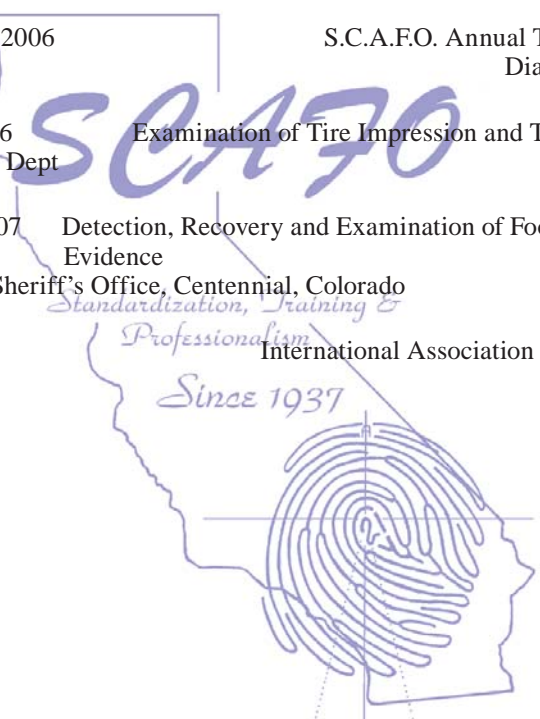 2006 S.C.A.F.O. Annual T
Dia
SCAFO
6 Examination of Tire Impression and T
Dept
07 Detection, Recovery and Examination of Foo
Evidence
Sheriff’s Office, Centennial, Colorado
Standardization, Training &
Professionalism
International Association
Since 1937